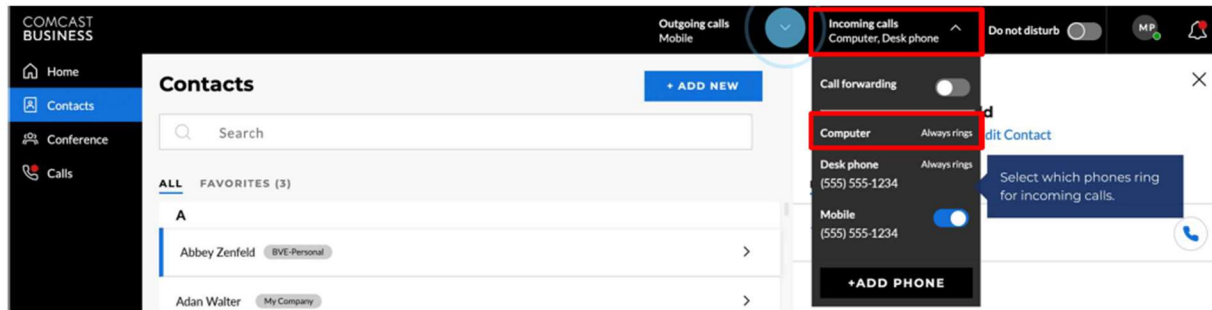 COMCAST
BUSINESS
Outgoing calls
Mobile
Incoming calls
Computer, Desk phone
Do not disturb
MP
Home
Contacts
Conference
Calls
Contacts
+ ADD NEW
Search
ALL FAVORITES (3)
A
Abbey Zenfeld BVE-Personal
Adan Walter My Company
Call forwarding
Computer Always rings
Desk phone Always rings
(555) 555-1234
Mobile
(555) 555-1234
+ADD PHONE
d
dit Contact
Select which phones ring
for incoming calls.